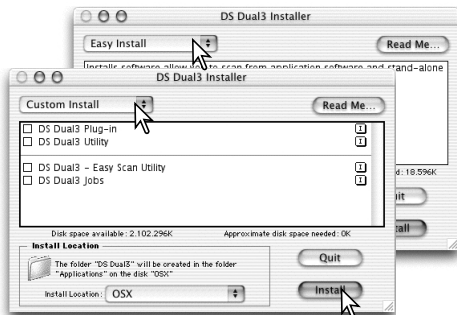 DS Dual3 Installer
Easy Install
Read Me...
Installs software allow you to scan from application software and stand-alone
d: 18.596K
DS Dual3 Installer
Custom Install
Read Me...
DS Dual3 Plug-in
DS Dual3 Utility
DS Dual3 - Easy Scan Utility
DS Dual3 Jobs
Disk space available: 2.102.296K
Approximate disk space needed: 0K
Install Location
The folder "DS Dual3" will be created in the folder
"Applications" on the disk "OSX"
Install Location: OSX
Quit
Install